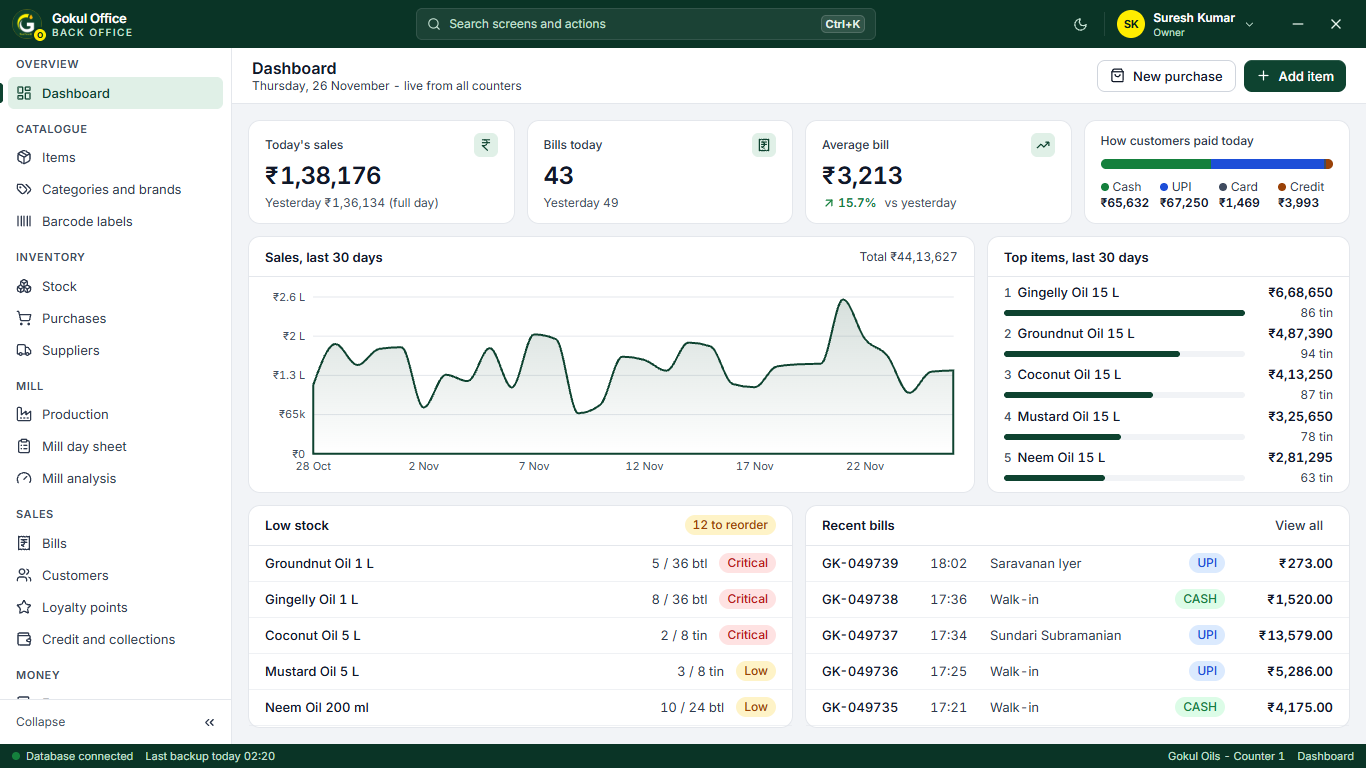 Gokul Office
BACK OFFICE
Search screens and actions
Ctrl+K
SK
Suresh Kumar
Owner
OVERVIEW
Dashboard
CATALOGUE
Items
Categories and brands
Barcode labels
INVENTORY
Stock
Purchases
Suppliers
MILL
Production
Mill day sheet
Mill analysis
SALES
Bills
Customers
Loyalty points
Credit and collections
MONEY
Collapse
Dashboard
Thursday, 26 November - live from all counters
New purchase
Add item
Today's sales
₹1,38,176
Yesterday ₹1,36,134 (full day)
Bills today
43
Yesterday 49
Average bill
₹3,213
15.7% vs yesterday
How customers paid today
Cash UPI Card Credit
₹65,632 ₹67,250 ₹1,469 ₹3,993
Sales, last 30 days
Total ₹44,13,627
₹2.6 L
₹2 L
₹1.3 L
₹65k
₹0
28 Oct 2 Nov 7 Nov 12 Nov 17 Nov 22 Nov
Top items, last 30 days
1 Gingelly Oil 15 L ₹6,68,650
86 tin
2 Groundnut Oil 15 L ₹4,87,390
94 tin
3 Coconut Oil 15 L ₹4,13,250
87 tin
4 Mustard Oil 15 L ₹3,25,650
78 tin
5 Neem Oil 15 L ₹2,81,295
63 tin
Low stock 12 to reorder
Groundnut Oil 1 L 5 / 36 btl Critical
Gingelly Oil 1 L 8 / 36 btl Critical
Coconut Oil 5 L 2 / 8 tin Critical
Mustard Oil 5 L 3 / 8 tin Low
Neem Oil 200 ml 10 / 24 btl Low
Recent bills View all
GK-049739 18:02 Saravanan Iyer UPI ₹273.00
GK-049738 17:36 Walk-in CASH ₹1,520.00
GK-049737 17:34 Sundari Subramanian UPI ₹13,579.00
GK-049736 17:25 Walk-in UPI ₹5,286.00
GK-049735 17:21 Walk-in CASH ₹4,175.00
Database connected Last backup today 02:20
Gokul Oils - Counter 1 Dashboard